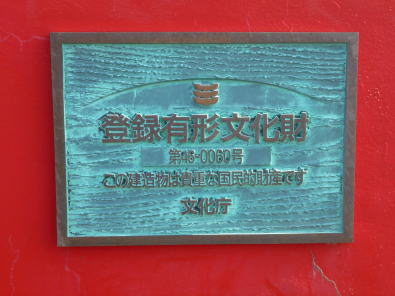 登録有形文化財
第46-0060号
この建造物は貴重な国民的財産です
文化庁